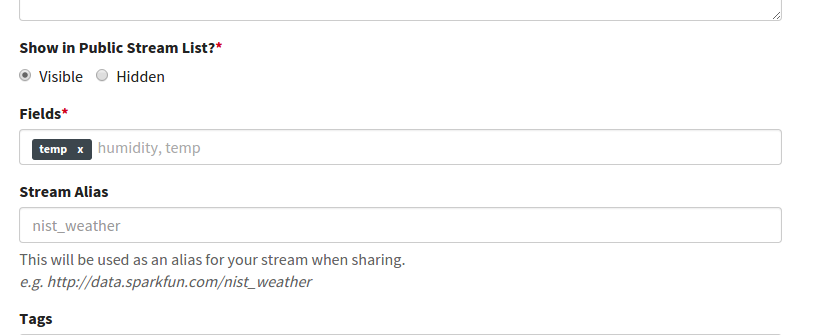 Show in Public Stream List?*
Visible Hidden
Fields*
temp x humidity, temp
Stream Alias
nist_weather
This will be used as an alias for your stream when sharing.
e.g. http://data.sparkfun.com/nist_weather
Tags